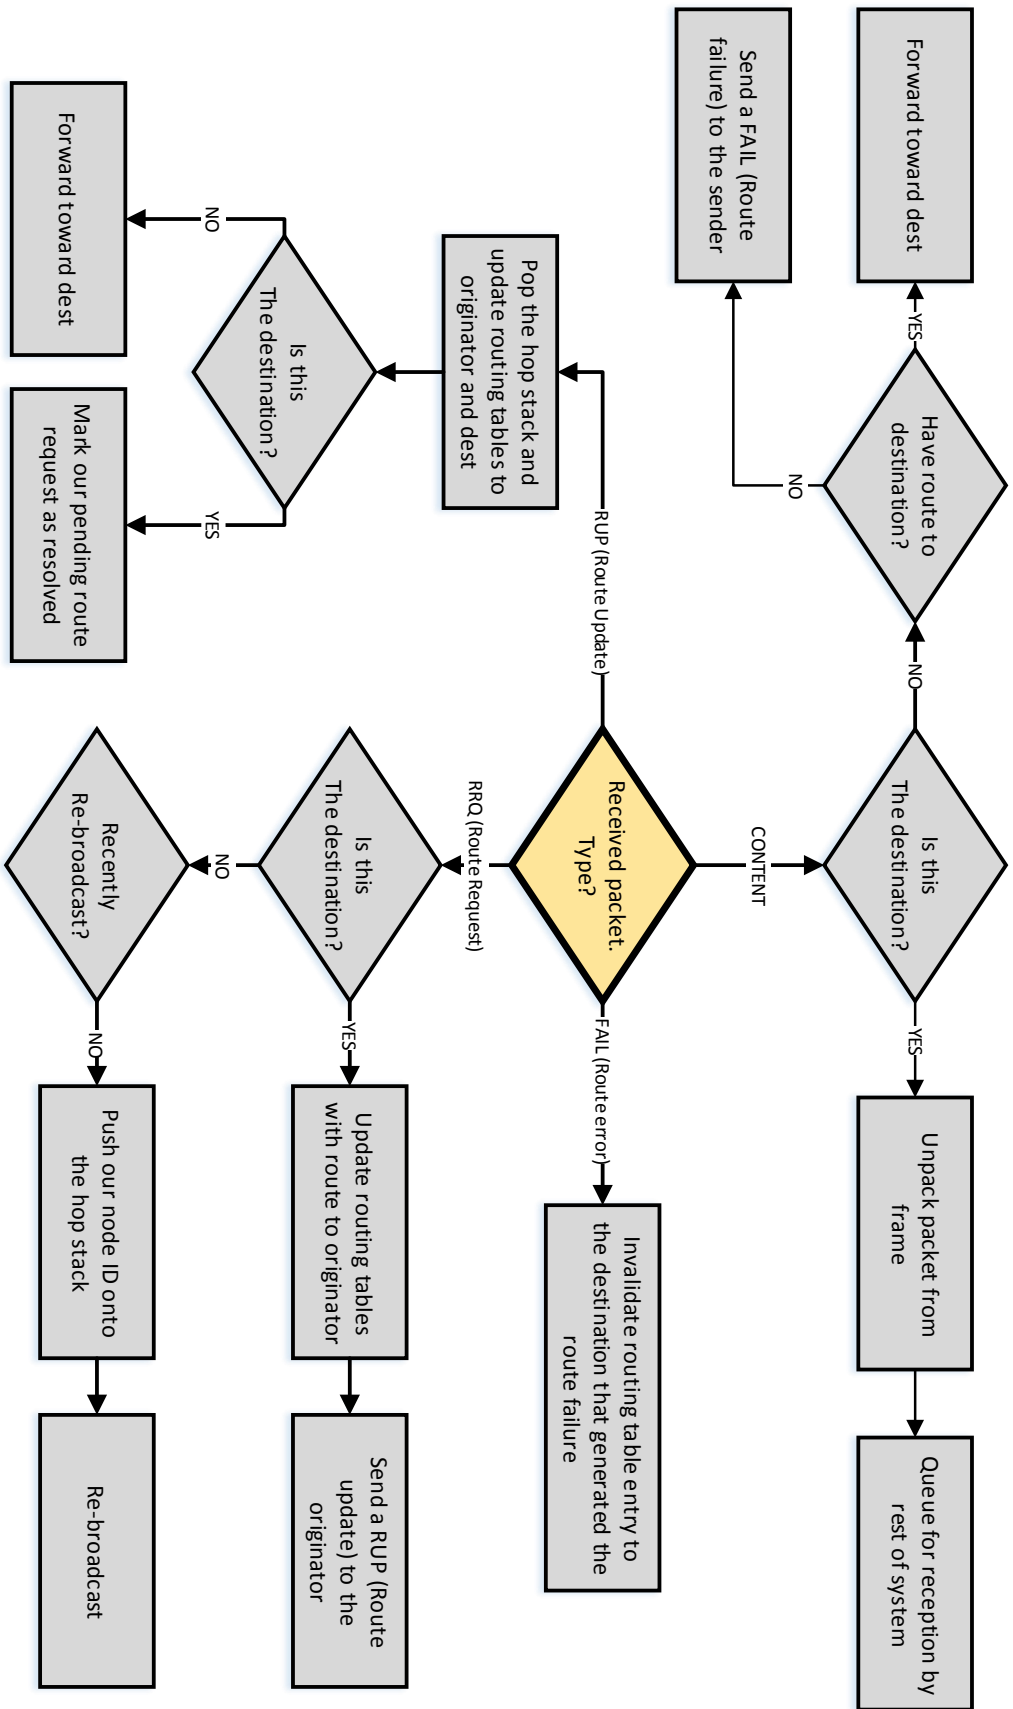 Forward toward dest
YES
Have route to
destination?
NO
Is this
The destination?
YES
Unpack packet from
frame
Queue for reception by
rest of system
Send a FAIL (Route
failure) to the sender
NO
CONTENT
Pop the hop stack and
update routing tables to
originator and dest
RUP (Route Update)
Received packet.
Type?
FAIL (Route error)
Invalidate routing table entry to
the destination that generated the
route failure
RRQ (Route Request)
Forward toward dest
NO
Is this
The destination?
YES
Mark our pending route
request as resolved
Is this
The destination?
YES
Update routing tables
with route to originator
Send a RUP (Route
update) to the
originator
NO
Recently
Re-broadcast?
NO
Push our node ID onto
the hop stack
Re-broadcast